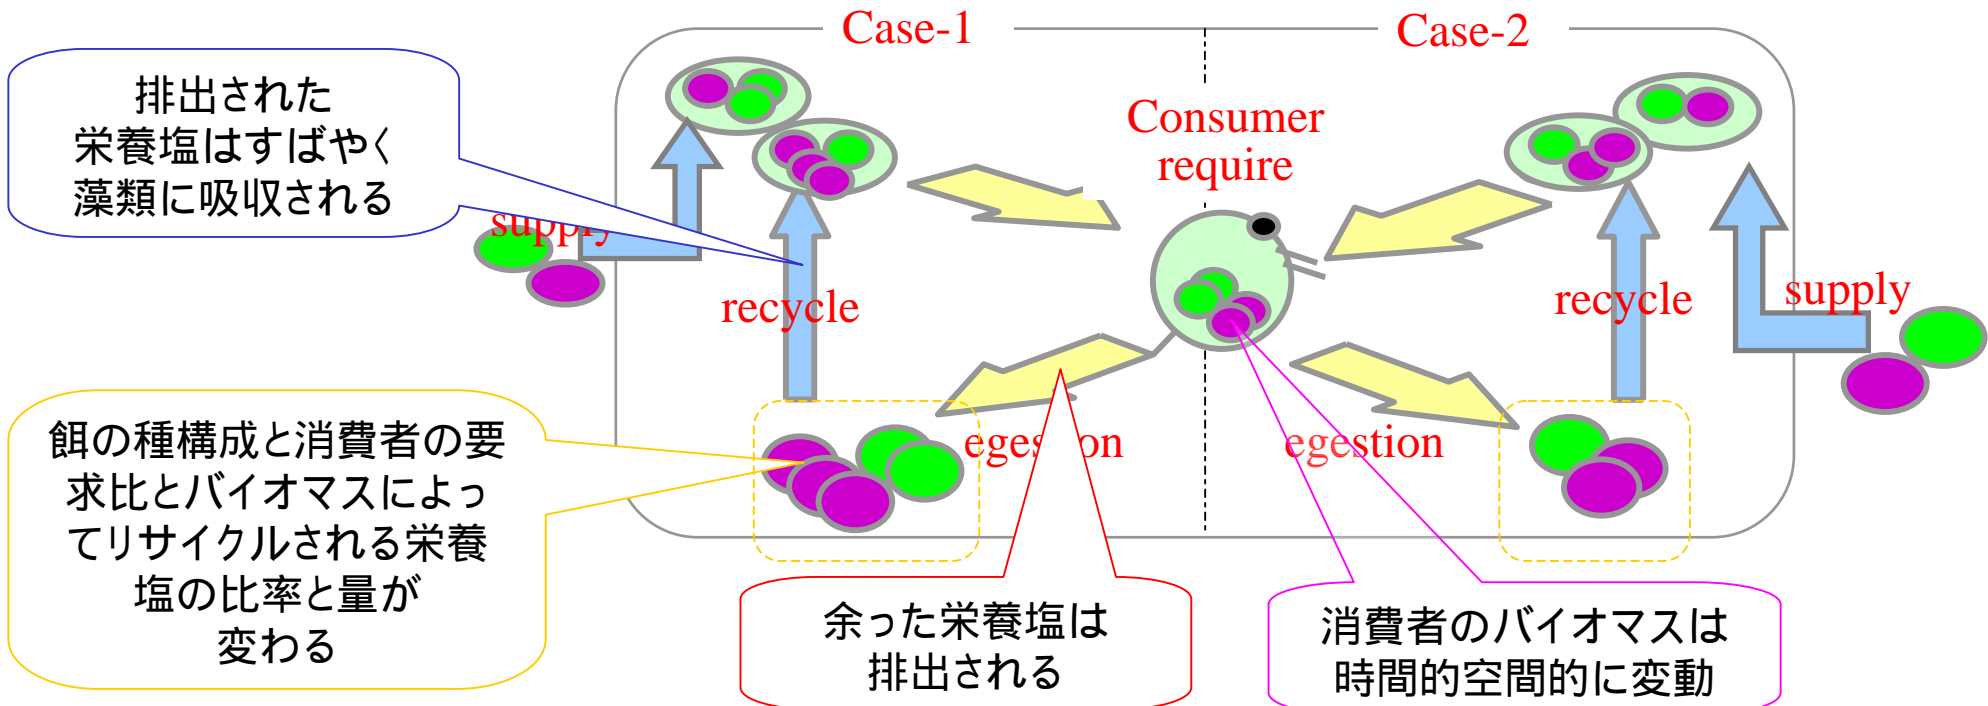 Case-1
Case-2
排出された
栄養塩はすばやく
藻類に吸収される
Consumer
require
supply
recycle
recycle
supply
餌の種構成と消費者の要
求比とバイオマスによっ
てリサイクルされる栄養
塩の比率と量が
変わる
egestion
egestion
余った栄養塩は
排出される
消費者のバイオマスは
時間的空間的に変動